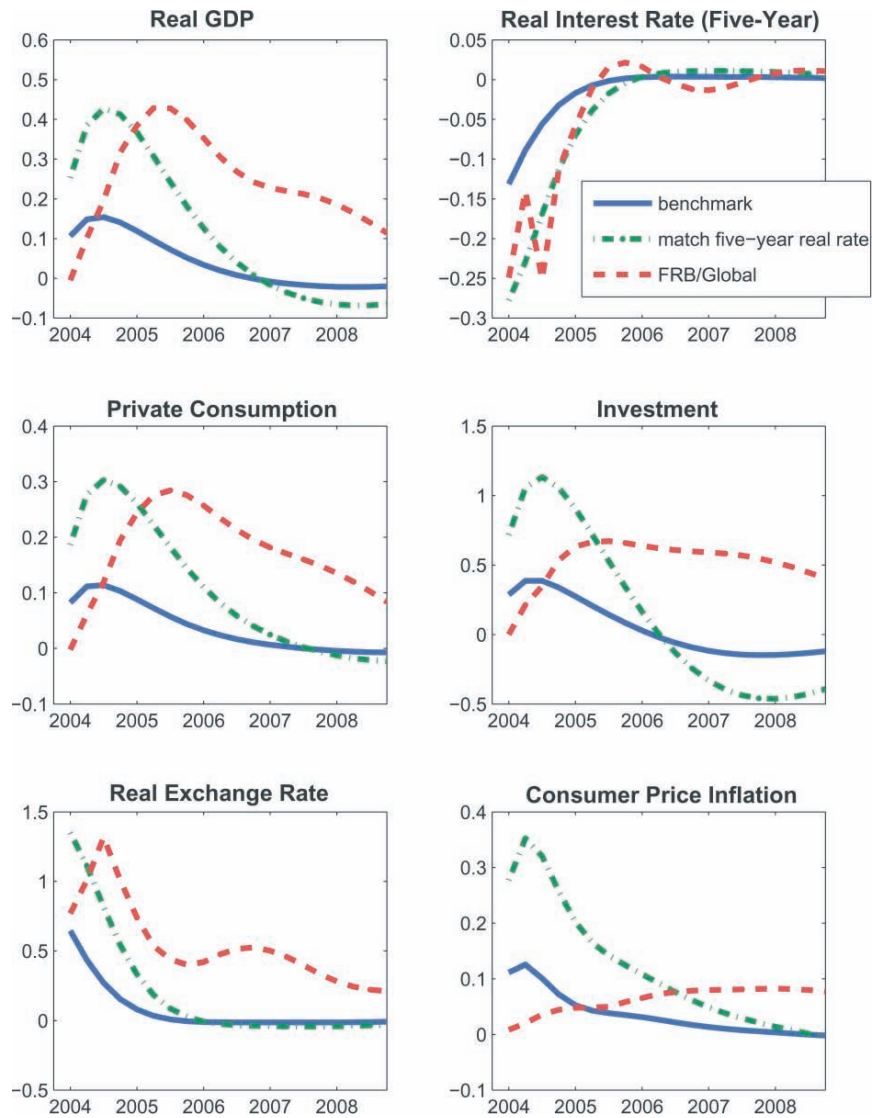 Real GDP
0.6
0.5
0.4
0.3
0.2
0.1
0
−0.1
2004 2005 2006 2007 2008
Real Interest Rate (Five-Year)
0.05
0
−0.05
−0.1
−0.15
−0.2
−0.25
−0.3
2004 2005 2006 2007 2008
benchmark
match five−year real rate
FRB/Global
Private Consumption
0.4
0.3
0.2
0.1
0
−0.1
2004 2005 2006 2007 2008
Investment
1.5
1
0.5
0
−0.5
2004 2005 2006 2007 2008
Real Exchange Rate
1.5
1
0.5
0
−0.5
2004 2005 2006 2007 2008
Consumer Price Inflation
0.4
0.3
0.2
0.1
0
−0.1
2004 2005 2006 2007 2008